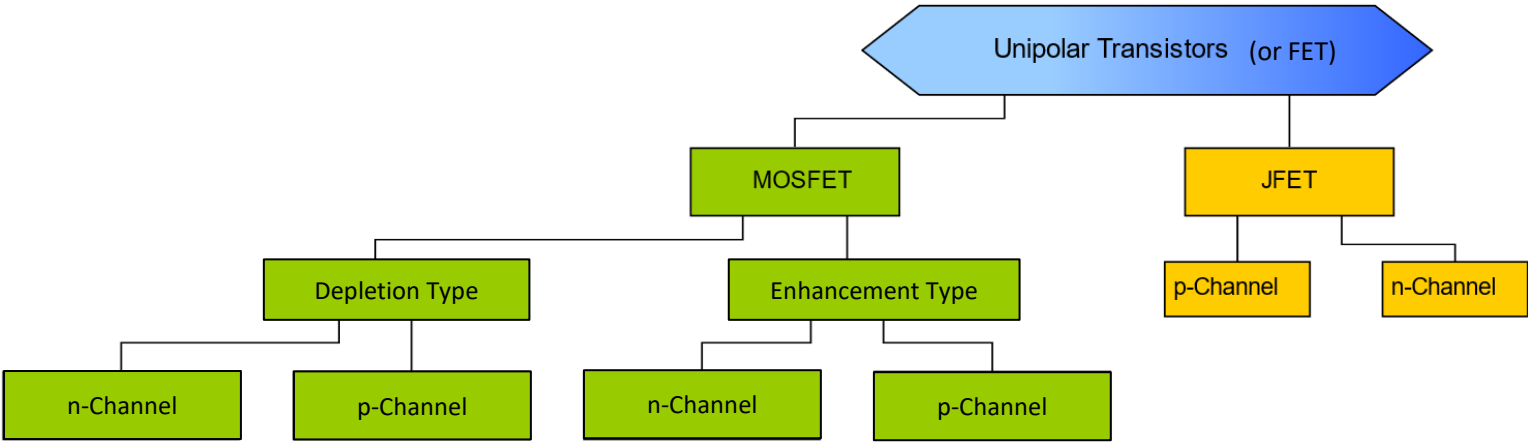 Unipolar Transistors (or FET)
MOSFET
JFET
Depletion Type
Enhancement Type
p-Channel
n-Channel
n-Channel
p-Channel
n-Channel
p-Channel